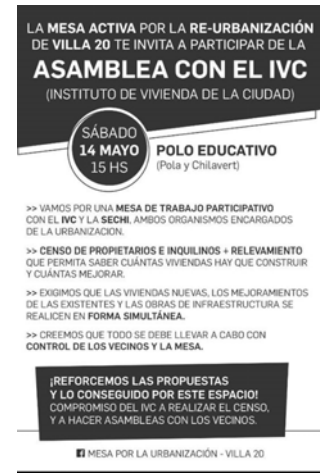 LA MESA ACTIVA POR LA RE-URBANIZACIÓN
DE VILLA 20 TE INVITA A PARTICIPAR DE LA
ASAMBLEA CON EL IVC
(INSTITUTO DE VIVIENDA DE LA CIUDAD)
SÁBADO
14 MAYO
15 HS
POLO EDUCATIVO
(Pola y Chilavert)
>> VAMOS POR UNA MESA DE TRABAJO PARTICIPATIVO
CON EL IVC Y LA SECHI, AMBOS ORGANISMOS ENCARGADOS
DE LA URBANIZACION.
>> CENSO DE PROPIETARIOS E INQUILINOS + RELEVAMIENTO
QUE PERMITA SABER CUÁNTAS VIVIENDAS HAY QUE CONSTRUIR
Y CUÁNTAS MEJORAR.
>> EXIGIMOS QUE LAS VIVIENDAS NUEVAS, LOS MEJORAMIENTOS
DE LAS EXISTENTES Y LAS OBRAS DE INFRAESTRUCTURA SE
REALICEN EN FORMA SIMULTÁNEA.
>> CREEMOS QUE TODO SE DEBE LLEVAR A CABO CON
CONTROL DE LOS VECINOS Y LA MESA.
¡REFORCEMOS LAS PROPUESTAS
Y LO CONSEGUIDO POR ESTE ESPACIO!
COMPROMISO DEL IVC A REALIZAR EL CENSO,
Y A HACER ASAMBLEAS CON LOS VECINOS.
MESA POR LA URBANIZACIÓN - VILLA 20